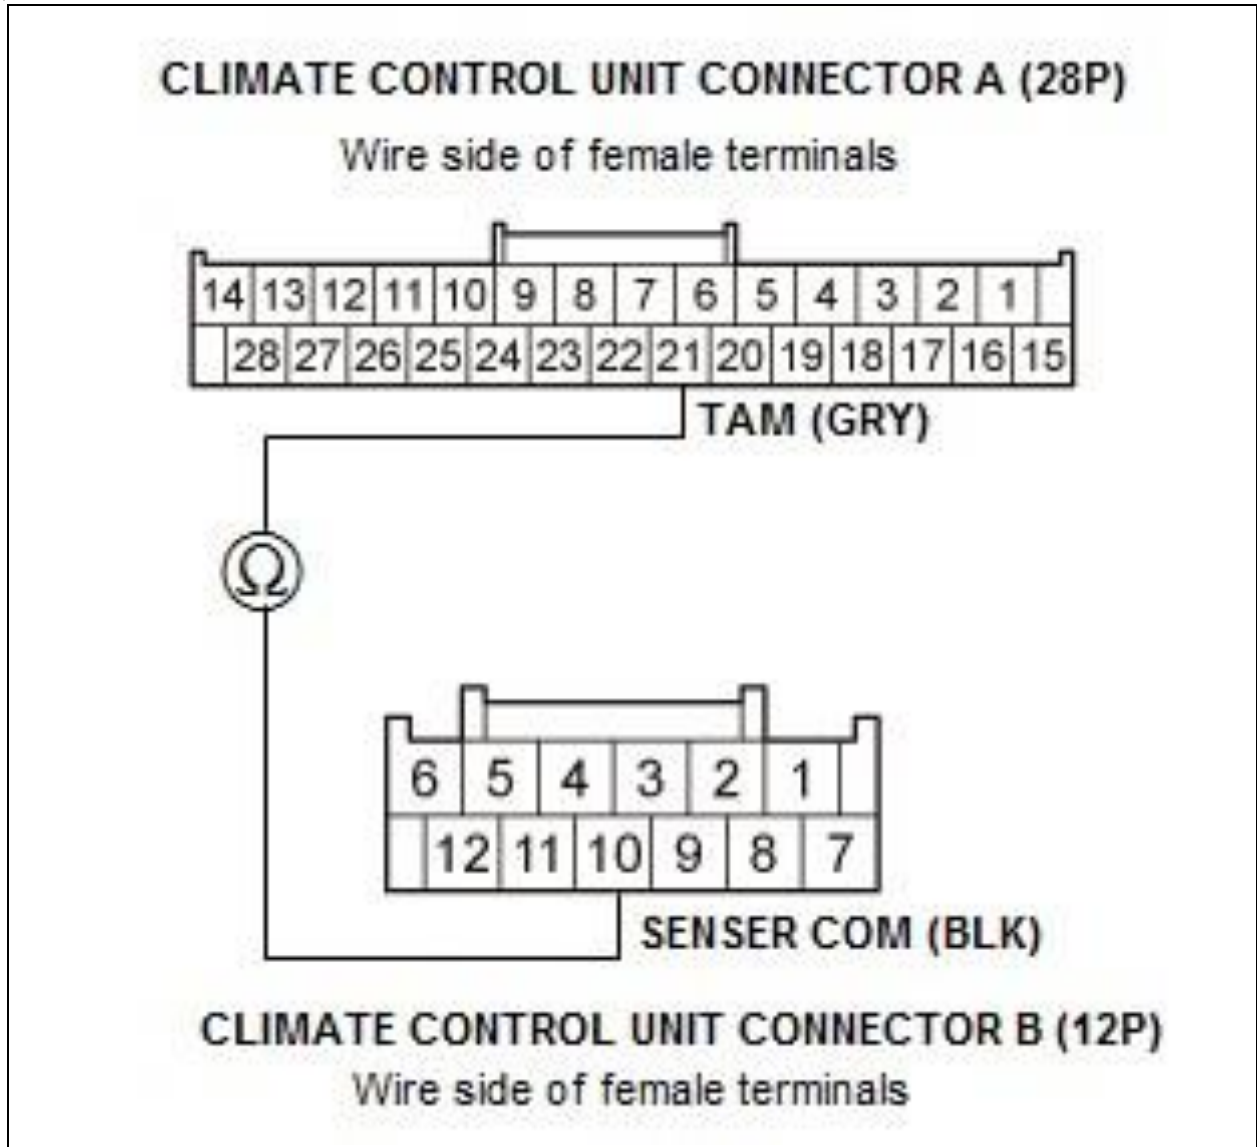 CLIMATE CONTROL UNIT CONNECTOR A (28P)
Wire side of female terminals
14 13 12 11 10 9 8 7 6 5 4 3 2 1
28 27 26 25 24 23 22 21 20 19 18 17 16 15
TAM (GRY)
Ω
6 5 4 3 2 1
12 11 10 9 8 7
SENSER COM (BLK)
CLIMATE CONTROL UNIT CONNECTOR B (12P)
Wire side of female terminals